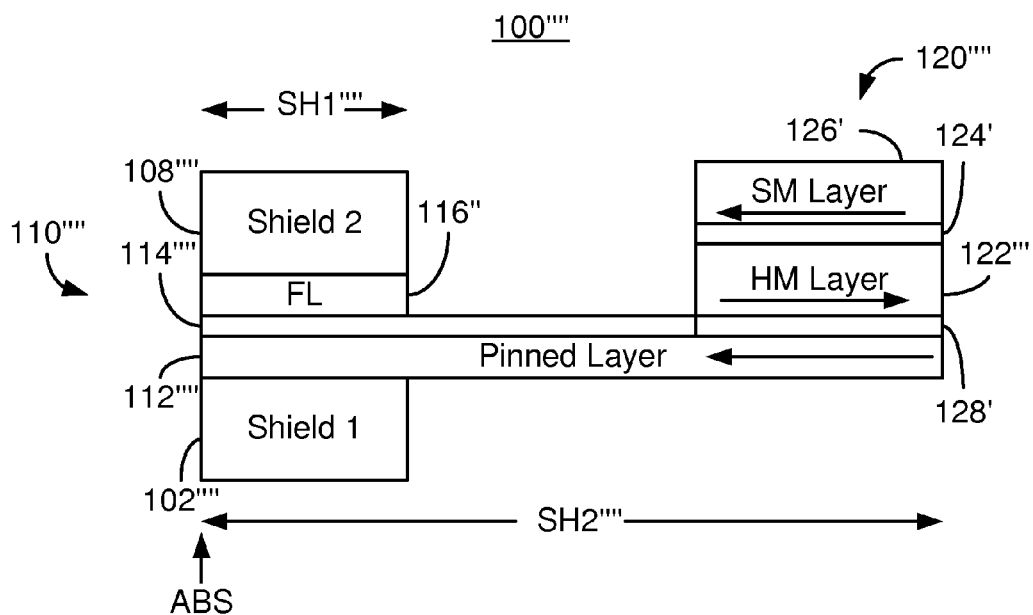 100''''
120''''
SH1''''
126'
124'
108''''
SM Layer
116''
Shield 2
110''''
114''''
122'''
HM Layer
FL
Pinned Layer
112''''
128'
Shield 1
102''''
SH2''''
ABS